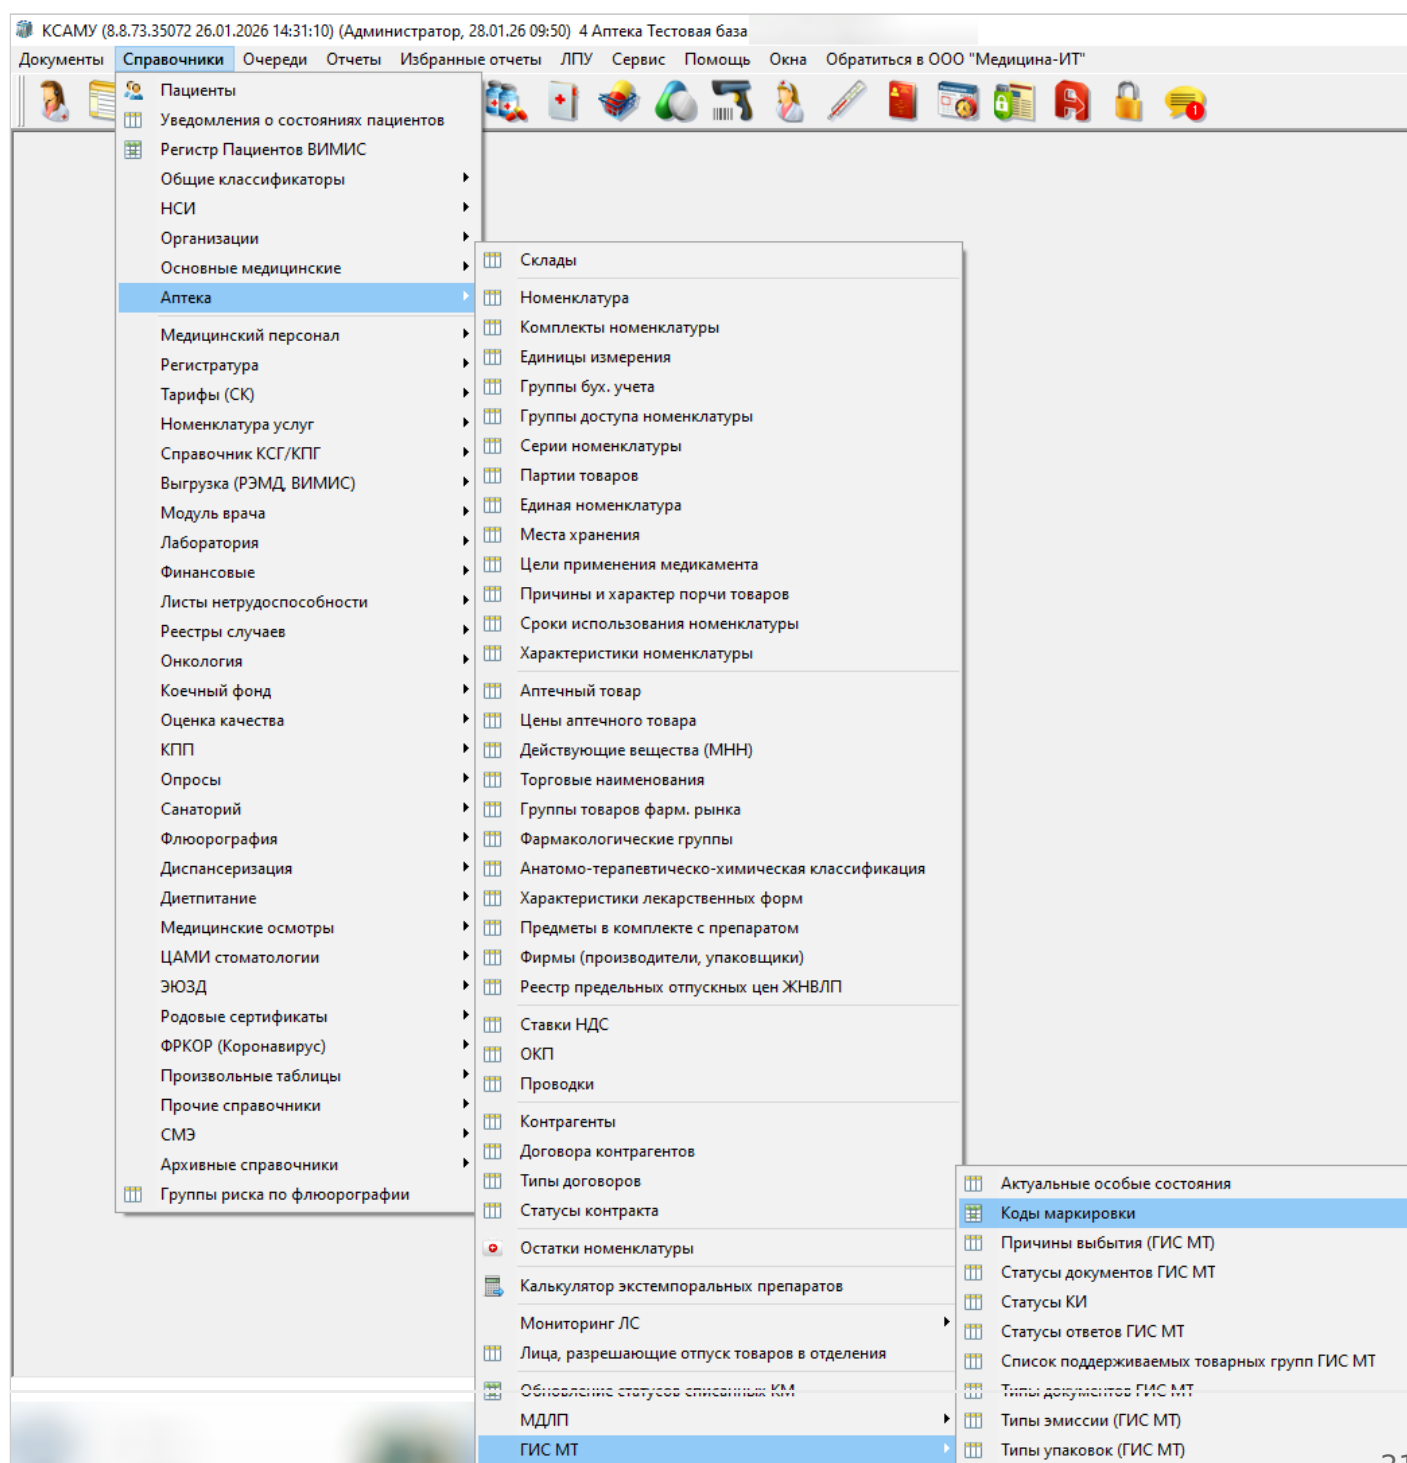 КСАМУ (8.8.73.35072 26.01.2026 14:31:10) (Администратор, 28.01.26 09:50) 4 Аптека Тестовая база
Документы Справочники Очереди Отчеты Избранные отчеты ЛПУ Сервис Помощь Окна Обратиться в ООО "Медицина-ИТ"
1
Пациенты
Уведомления о состояниях пациентов
Регистр Пациентов ВИМИС
Общие классификаторы
НСИ
Организации
Основные медицинские
Аптека
Медицинский персонал
Регистратура
Тарифы (СК)
Номенклатура услуг
Справочник КСГ/КПГ
Выгрузка (РЭМД, ВИМИС)
Модуль врача
Лаборатория
Финансовые
Листы нетрудоспособности
Реестры случаев
Онкология
Коечный фонд
Оценка качества
КПП
Опросы
Санаторий
Флюорография
Диспансеризация
Диетпитание
Медицинские осмотры
ЦАМИ стоматологии
ЭЮЗД
Родовые сертификаты
ФРКОР (Коронавирус)
Произвольные таблицы
Прочие справочники
СМЭ
Архивные справочники
Группы риска по флюорографии
Склады
Номенклатура
Комплекты номенклатуры
Единицы измерения
Группы бух. учета
Группы доступа номенклатуры
Серии номенклатуры
Партии товаров
Единая номенклатура
Места хранения
Цели применения медикамента
Причины и характер порчи товаров
Сроки использования номенклатуры
Характеристики номенклатуры
Аптечный товар
Цены аптечного товара
Действующие вещества (МНН)
Торговые наименования
Группы товаров фарм. рынка
Фармакологические группы
Анатомо-терапевтическо-химическая классификация
Характеристики лекарственных форм
Предметы в комплекте с препаратом
Фирмы (производители, упаковщики)
Реестр предельных отпускных цен ЖНВЛП
Ставки НДС
ОКП
Проводки
Контрагенты
Договора контрагентов
Типы договоров
Статусы контракта
Остатки номенклатуры
Калькулятор экстемпоральных препаратов
Мониторинг ЛС
Лица, разрешающие отпуск товаров в отделения
Обновление статусов списанных КМ
МДЛП
ГИС МТ
Актуальные особые состояния
Коды маркировки
Причины выбытия (ГИС МТ)
Статусы документов ГИС МТ
Статусы КИ
Статусы ответов ГИС МТ
Список поддерживаемых товарных групп ГИС МТ
Типы документов ГИС МТ
Типы эмиссии (ГИС МТ)
Типы упаковок (ГИС МТ)